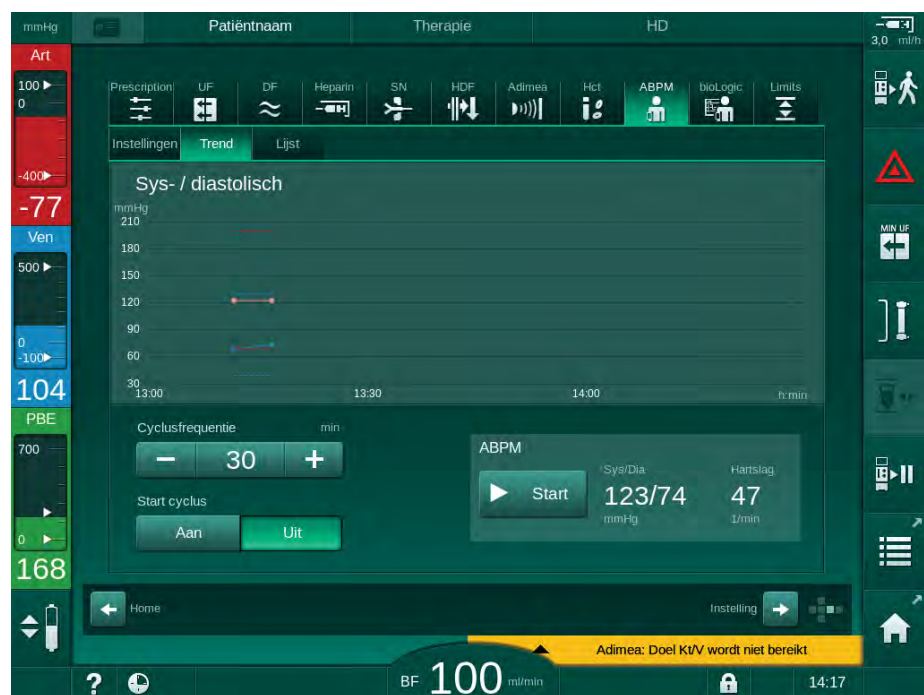 mmHg
Patiëntnaam Therapie HD
3,0 ml/h
Art
100
0
-400
-77
Ven
500
0
-100
104
PBE
700
0
168
Prescription UF DF Heparin SN HDF Adimea Hct ABPM bioLogic Limits
Instellingen Trend Lijst
Sys- / diastolisch
mmHg
210
180
150
120
90
60
30
13:00 13:30 14:00 h:min
Cyclusfrequentie min
30
Start cyclus
Aan Uit
ABPM
Start
Sys/Dia Hartslag
123/74 47
mmHg 1/min
MIN UF
Home Instelling
Adimea: Doel Kt/V wordt niet bereikt
? BF 100 ml/min 14:17